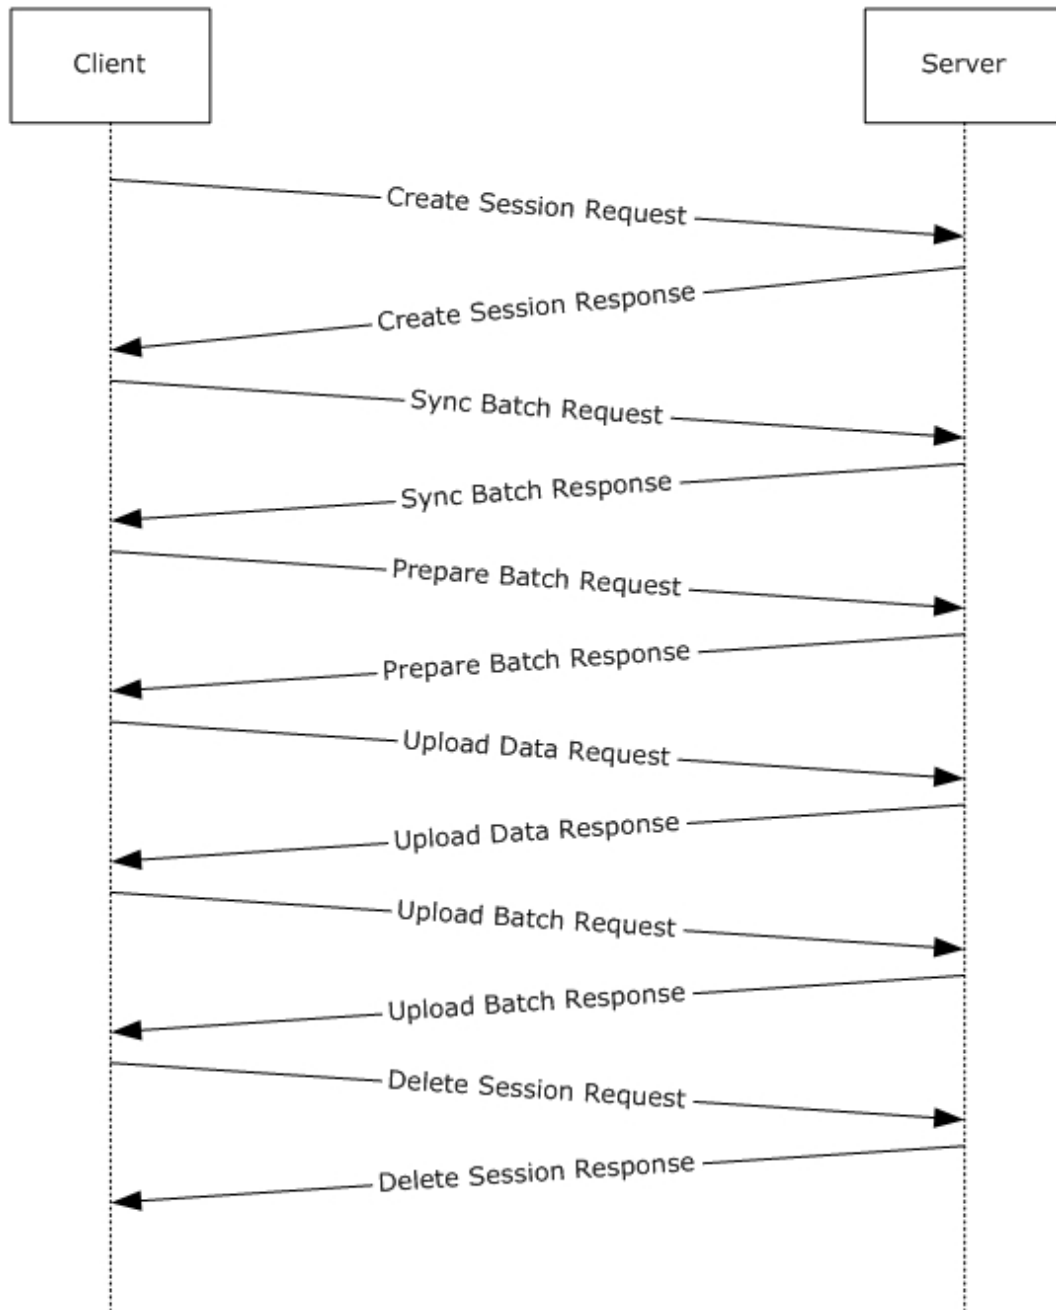 Client
Server
Create Session Request
Create Session Response
Sync Batch Request
Sync Batch Response
Prepare Batch Request
Prepare Batch Response
Upload Data Request
Upload Data Response
Upload Batch Request
Upload Batch Response
Delete Session Request
Delete Session Response